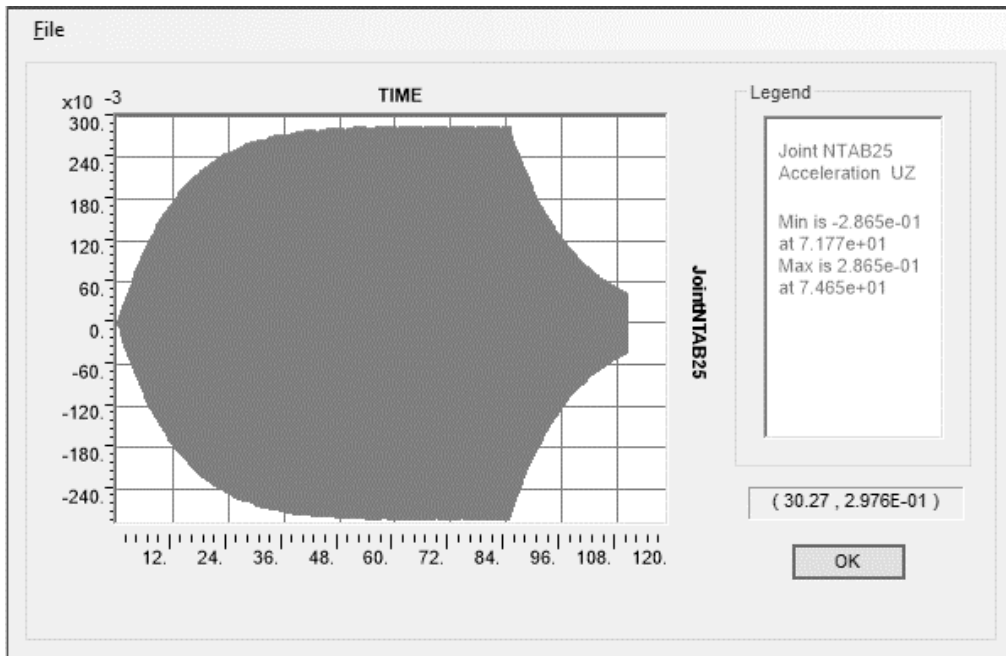 File
x10 -3
TIME
300.
240.
180.
120.
60.
0.
-60.
-120.
-180.
-240.
12. 24. 36. 48. 60. 72. 84. 96. 108. 120.
JointNTAB25
Legend
Joint NTAB25
Acceleration UZ
Min is -2.865e-01
at 7.177e+01
Max is 2.865e-01
at 7.465e+01
( 30.27 , 2.976E-01 )
OK